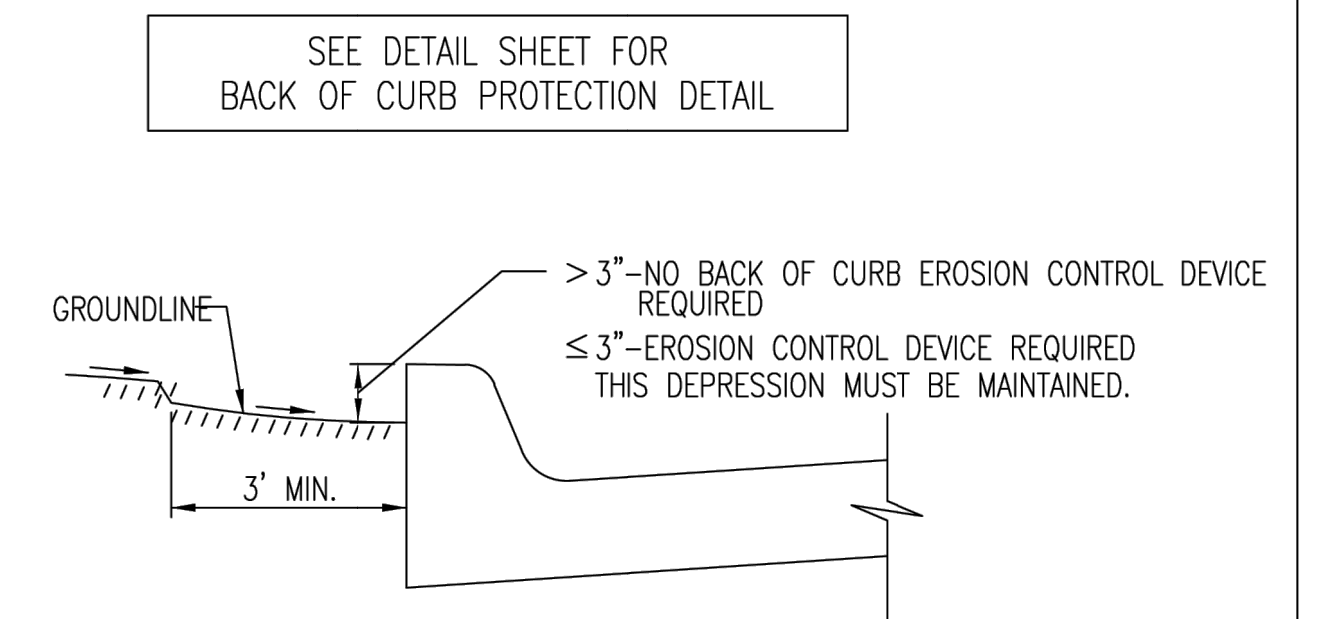 SEE DETAIL SHEET FOR
BACK OF CURB PROTECTION DETAIL
>3"-NO BACK OF CURB EROSION CONTROL DEVICE
REQUIRED
≤3"-EROSION CONTROL DEVICE REQUIRED
THIS DEPRESSION MUST BE MAINTAINED.
GROUNDLINE
3' MIN.